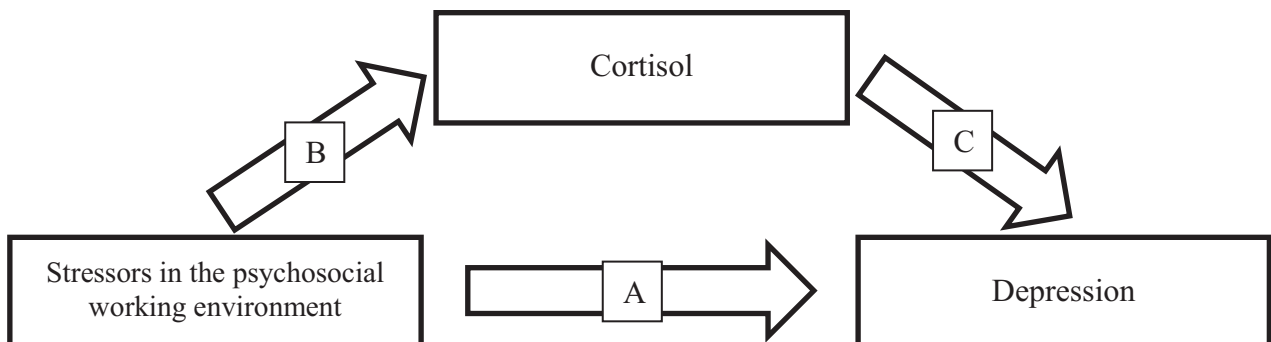 Cortisol
B
C
Stressors in the psychosocial
working environment
A
Depression